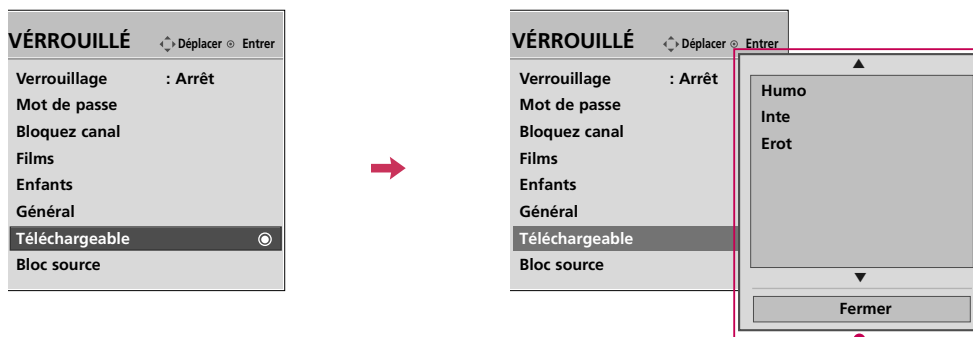 VÉRROUILLÉ Déplacer Entrer
Verrouillage : Arrêt
Mot de passe
Bloquez canal
Films
Enfants
Général
Téléchargeable
Bloc source
VÉRROUILLÉ Déplacer Entrer
Verrouillage : Arrêt
Mot de passe
Bloquez canal
Films
Enfants
Général
Téléchargeable
Bloc source
Humo
Inte
Erot
Fermer